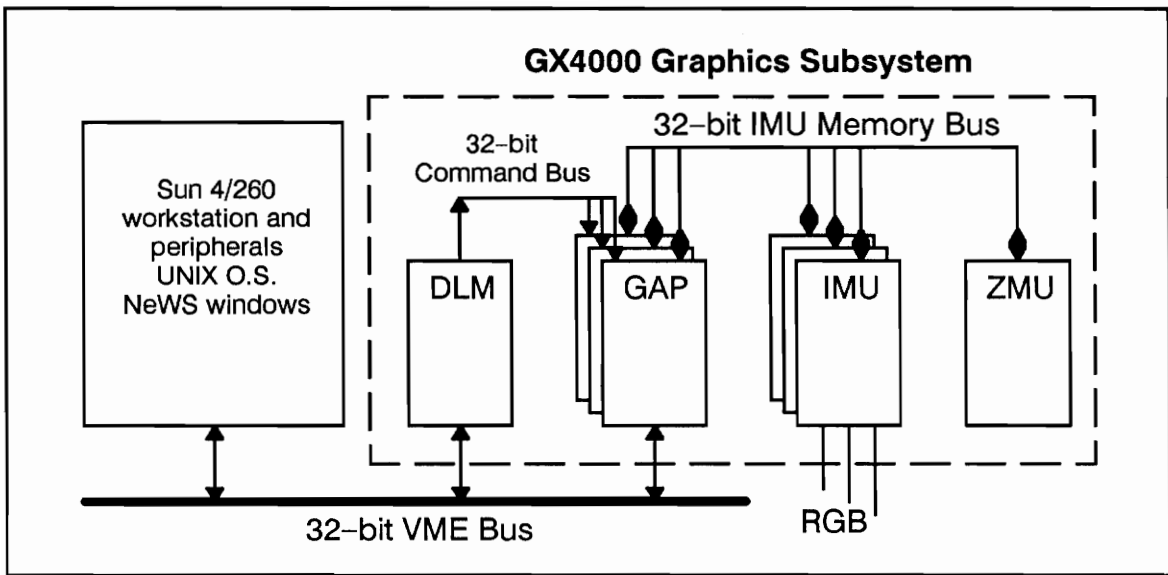 GX4000 Graphics Subsystem
32-bit IMU Memory Bus
32-bit
Command Bus
Sun 4/260
workstation and
peripherals
UNIX O.S.
NeWS windows
DLM
GAP
IMU
ZMU
32-bit VME Bus
RGB